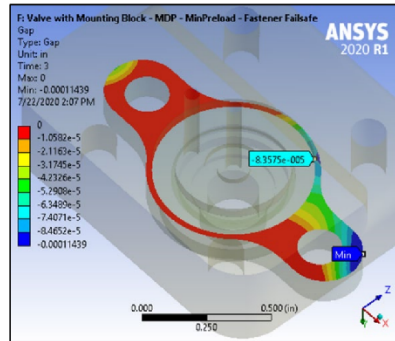 F: Valve with Mounting Block - MDP - MinPreload - Fastener Failsafe
Gap
Type: Gap
Unit: in
Time: 3
Max: 0
Min: -0.00011439
7/22/2020 2:07 PM
ANSYS
2020 R1
0
-1.0582e-5
-2.1163e-5
-3.1745e-5
-4.2326e-5
-5.2908e-5
-6.3489e-5
-7.4071e-5
-8.4652e-5
-0.00011439
-8.3575e-005
Min
0.000
0.500 (in)
0.250
Z
Y
X